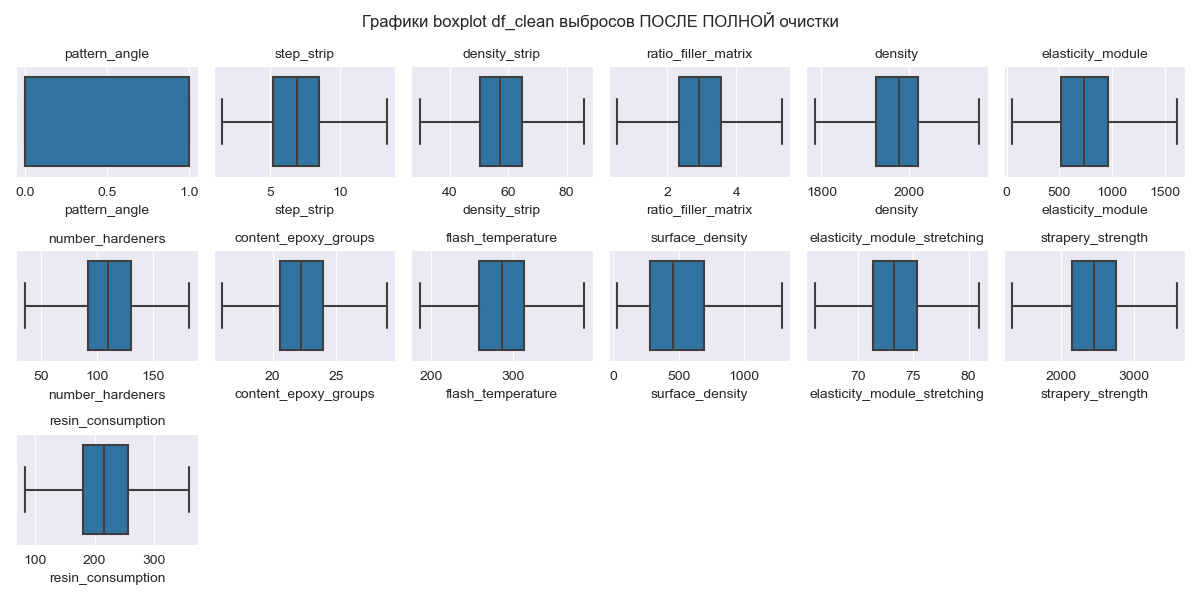 Графики boxplot df_clean выбросов ПОСЛЕ ПОЛНОЙ очистки
pattern_angle step_strip density_strip ratio_filler_matrix density elasticity_module
0.0 0.5 1.0 5 10 40 60 80 2 4 1800 2000 0 500 1000 1500
pattern_angle step_strip density_strip ratio_filler_matrix density elasticity_module
number_hardeners content_epoxy_groups flash_temperature surface_density elasticity_module_stretching strapery_strength
50 100 150 20 25 200 300 0 500 1000 70 75 80 2000 3000
number_hardeners content_epoxy_groups flash_temperature surface_density elasticity_module_stretching strapery_strength
resin_consumption
100 200 300
resin_consumption